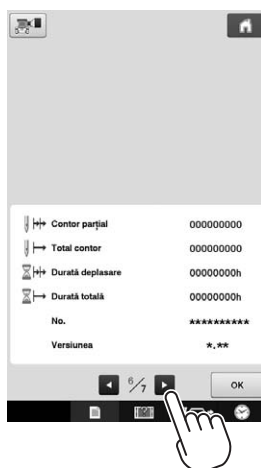 Contor parțial 000000000
Total contor 000000000
Durată deplasare 00000000h
Durată totală 00000000h
No. **********
Versiunea *.**
6/7
OK